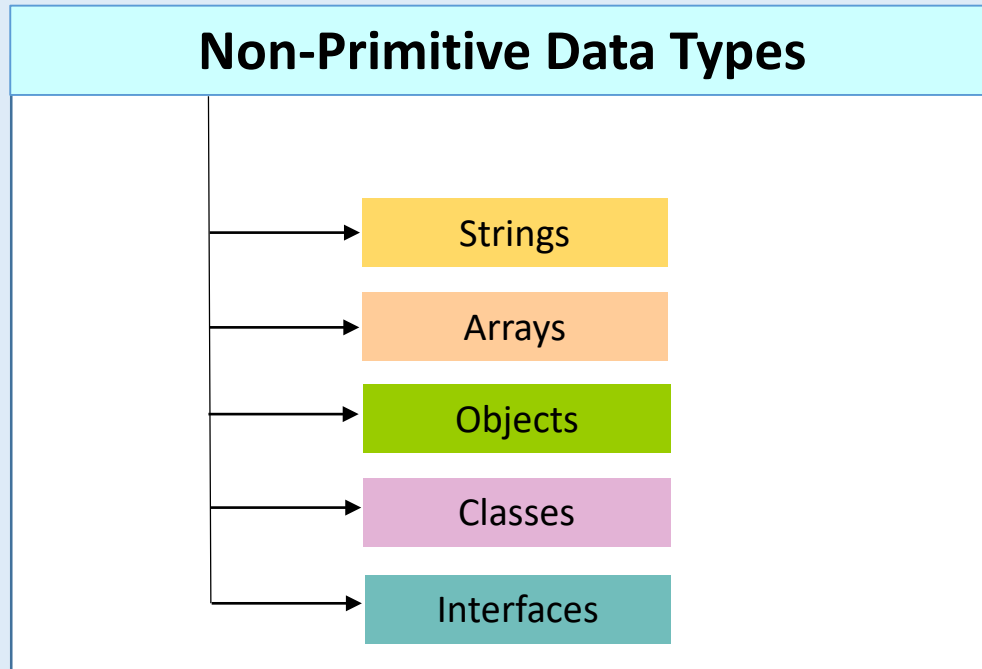 Non-Primitive Data Types
Strings
Arrays
Objects
Classes
Interfaces